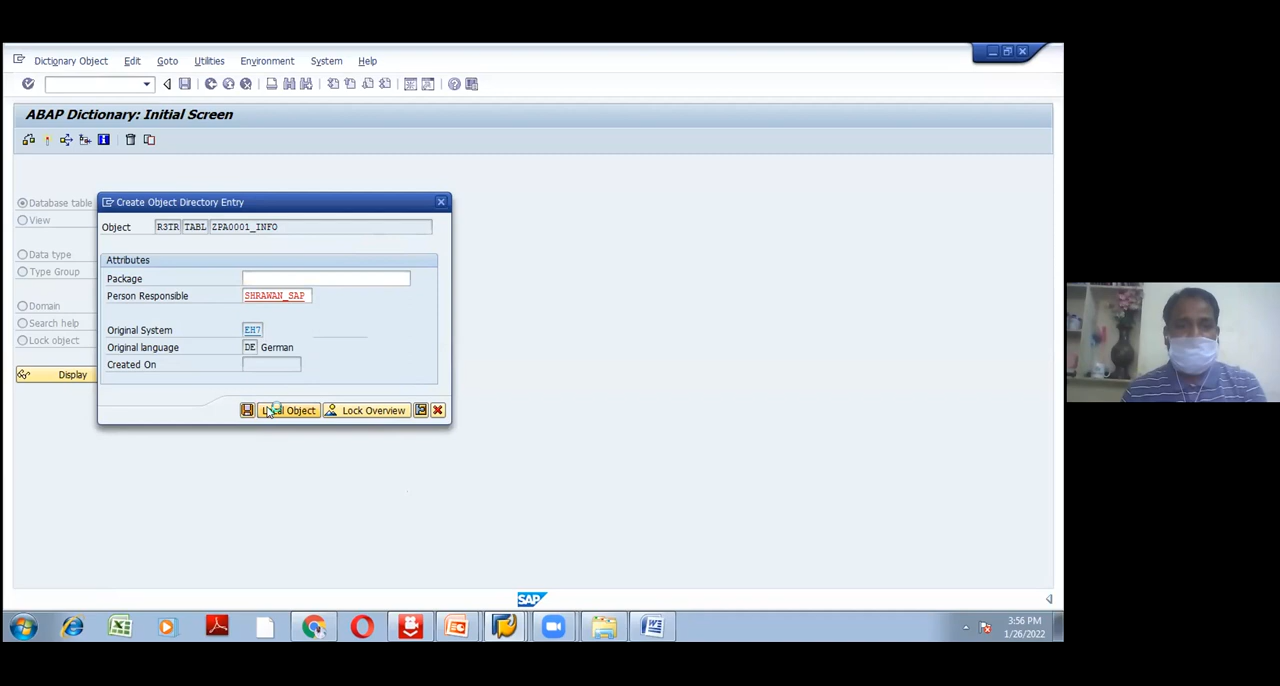 Dictionary Object Edit Goto Utilities Environment System Help
ABAP Dictionary: Initial Screen
Database table
View
Data type
Type Group
Domain
Search help
Lock object
Display
Create Object Directory Entry
Object R3TR TABL ZPA0001_INFO
Attributes
Package
Person Responsible SHRAWAN_SAP
Original System EH7
Original language DE German
Created On
Local Object Lock Overview
SAP
3:56 PM
1/26/2022